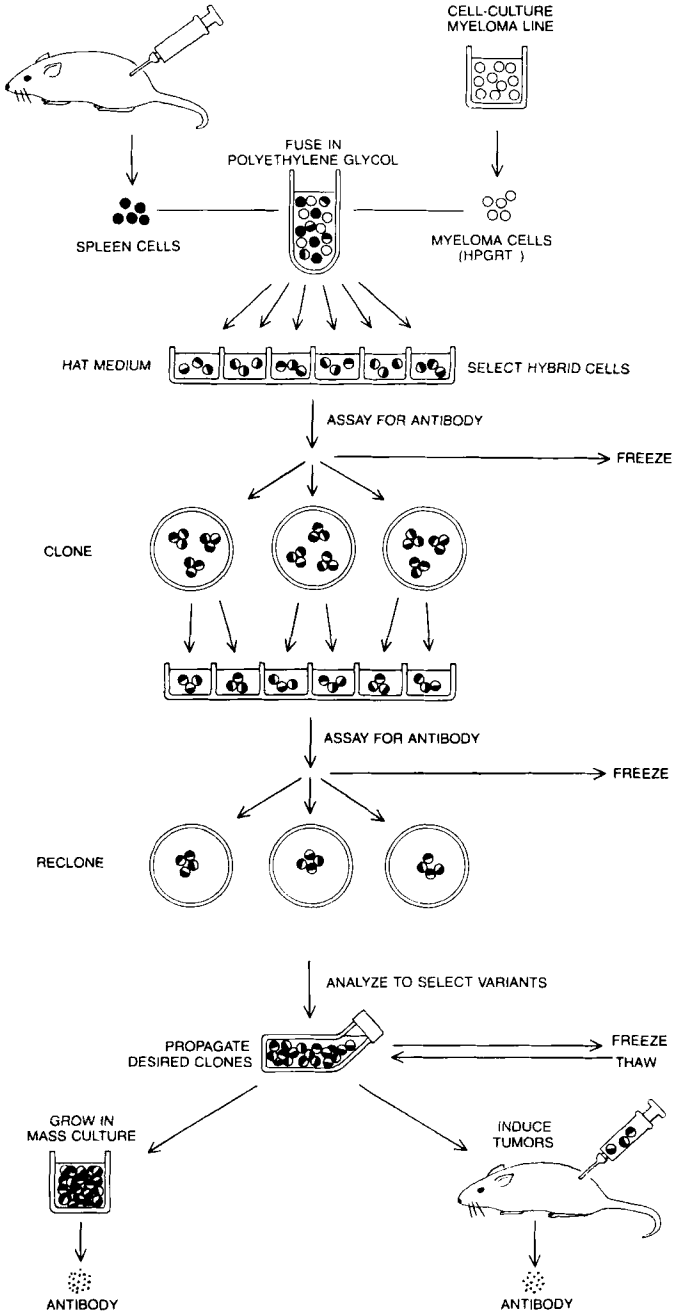 CELL-CULTURE
MYELOMA LINE
FUSE IN
POLYETHYLENE GLYCOL
SPLEEN CELLS
MYELOMA CELLS
(HPGRT )
HAT MEDIUM
SELECT HYBRID CELLS
ASSAY FOR ANTIBODY
FREEZE
CLONE
ASSAY FOR ANTIBODY
FREEZE
RECLONE
ANALYZE TO SELECT VARIANTS
PROPAGATE
DESIRED CLONES
FREEZE
THAW
GROW IN
MASS CULTURE
INDUCE
TUMORS
ANTIBODY
ANTIBODY